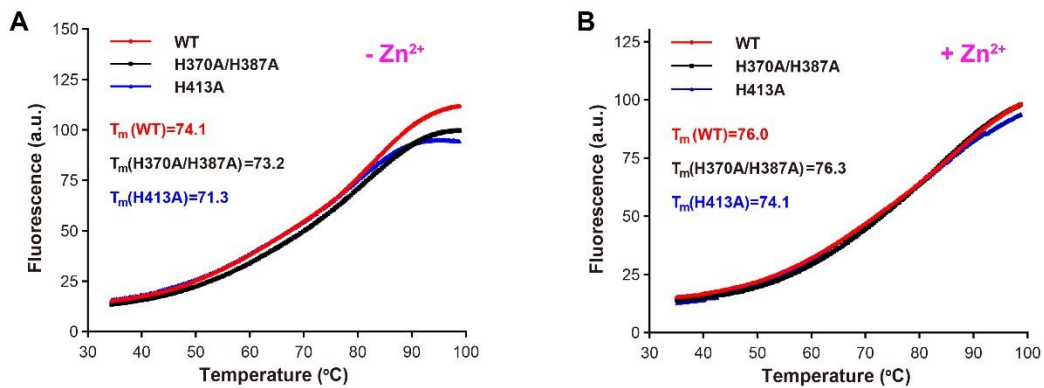 A
WT
H370A/H387A
H413A
- Zn²⁺
Tₘ(WT)=74.1
Tₘ(H370A/H387A)=73.2
Tₘ(H413A)=71.3
Fluorescence (a.u.)
150
125
100
75
50
25
0
30 40 50 60 70 80 90 100
Temperature (°C)
B
WT
H370A/H387A
H413A
+ Zn²⁺
Tₘ(WT)=76.0
Tₘ(H370A/H387A)=76.3
Tₘ(H413A)=74.1
Fluorescence (a.u.)
125
100
75
50
25
0
30 40 50 60 70 80 90 100
Temperature (°C)